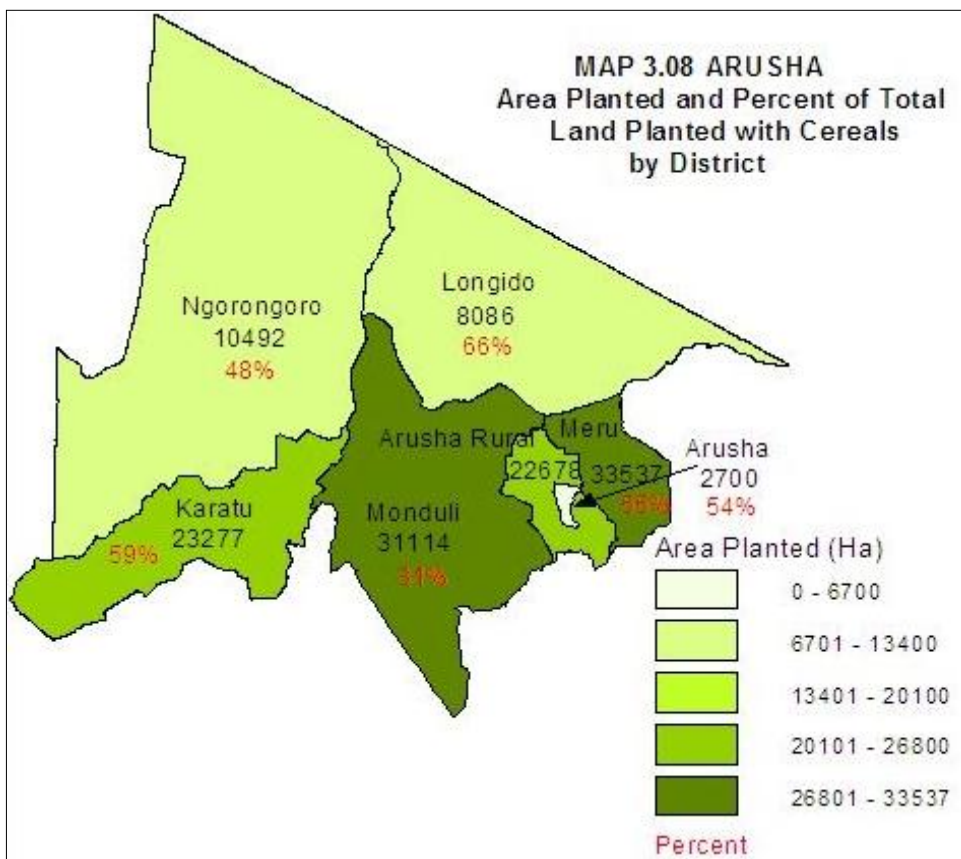 MAP 3.08 ARUSHA
Area Planted and Percent of Total
Land Planted with Cereals
by District
Longido
8086
66%
Ngorongoro
10492
48%
Arusha Rural
22678
Meru
33537
Arusha
2700
54%
Karatu
23277
59%
Monduli
31114
Area Planted (Ha)
0 - 6700
6701 - 13400
13401 - 20100
20101 - 26800
26801 - 33537
Percent